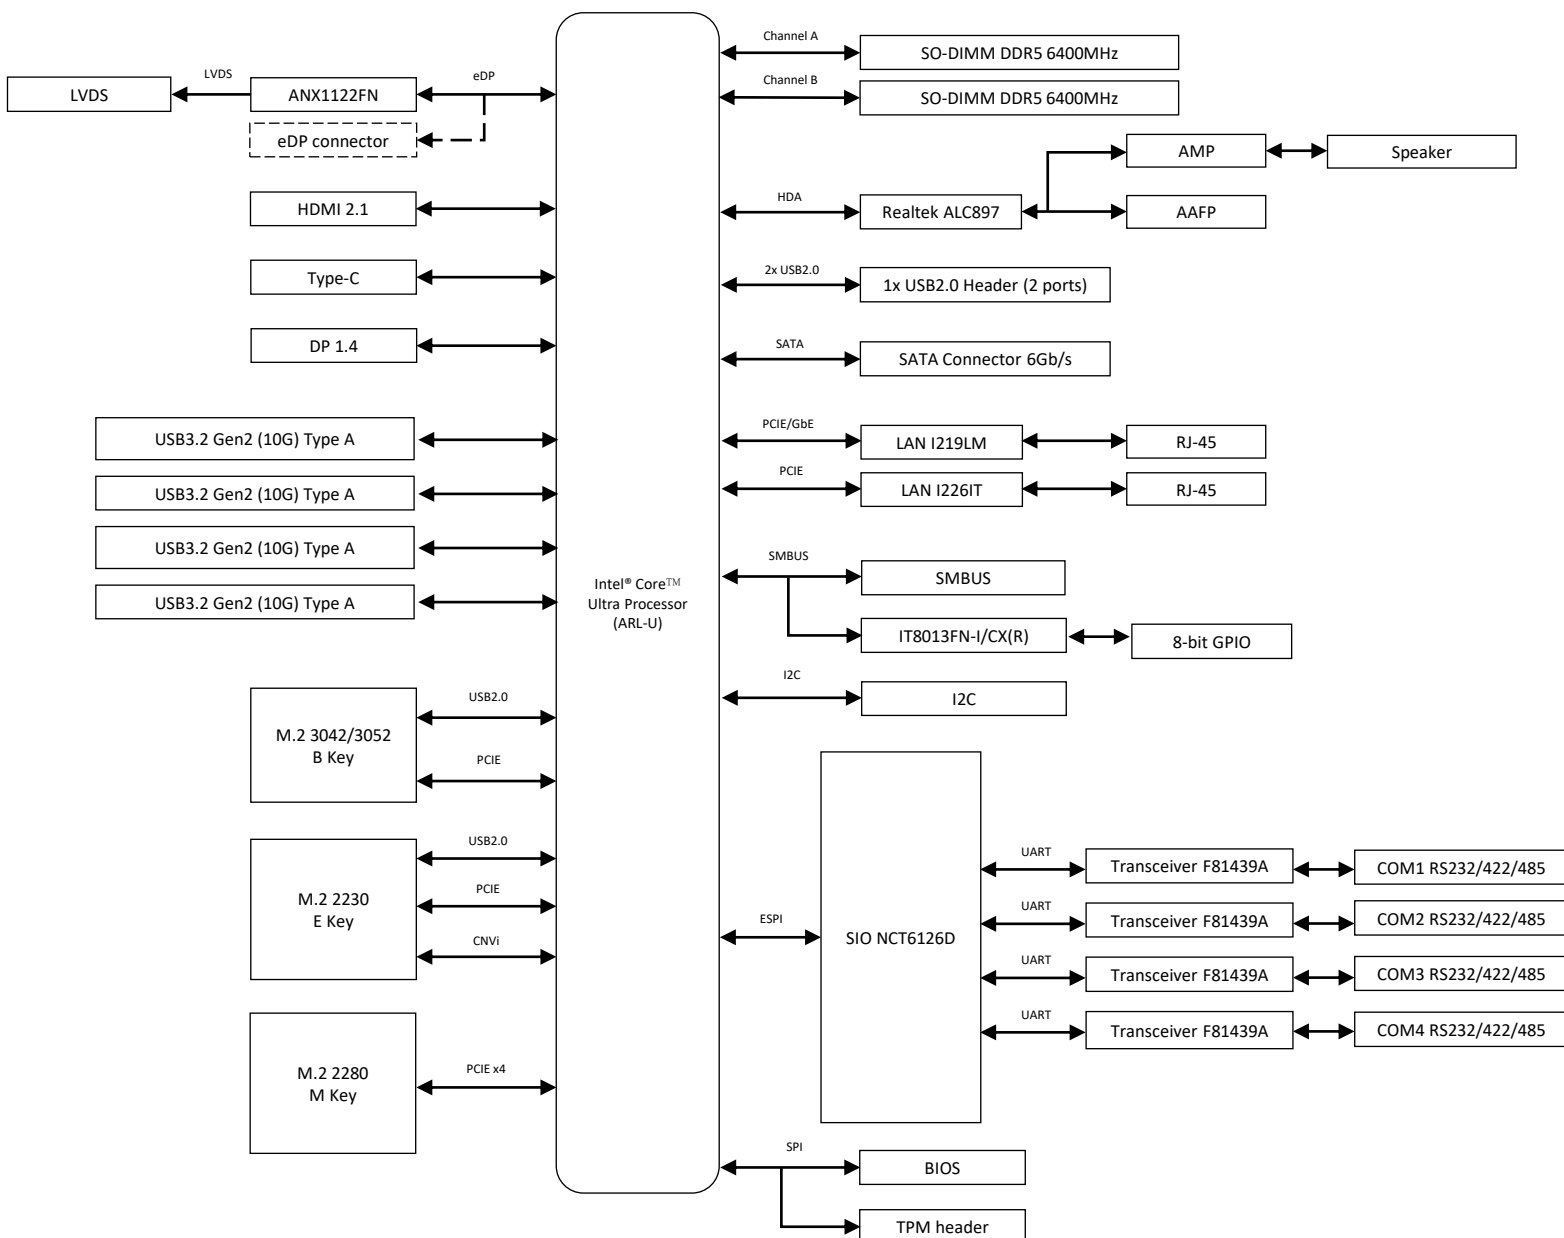 LVDS
LVDS
ANX1122FN
eDP
eDP connector
HDMI 2.1
Type-C
DP 1.4
USB3.2 Gen2 (10G) Type A
USB3.2 Gen2 (10G) Type A
USB3.2 Gen2 (10G) Type A
USB3.2 Gen2 (10G) Type A
M.2 3042/3052
B Key
USB2.0
PCIE
M.2 2230
E Key
USB2.0
PCIE
CNVi
M.2 2280
M Key
PCIE x4
Intel® Core™
Ultra Processor
(ARL-U)
Channel A
SO-DIMM DDR5 6400MHz
Channel B
SO-DIMM DDR5 6400MHz
HDA
Realtek ALC897
AMP
Speaker
AAFP
2x USB2.0
1x USB2.0 Header (2 ports)
SATA
SATA Connector 6Gb/s
PCIE/GbE
LAN I219LM
RJ-45
PCIE
LAN I226IT
RJ-45
SMBUS
SMBUS
IT8013FN-I/CX(R)
8-bit GPIO
I2C
I2C
ESPI
SIO NCT6126D
UART
Transceiver F81439A
COM1 RS232/422/485
UART
Transceiver F81439A
COM2 RS232/422/485
UART
Transceiver F81439A
COM3 RS232/422/485
UART
Transceiver F81439A
COM4 RS232/422/485
SPI
BIOS
TPM header